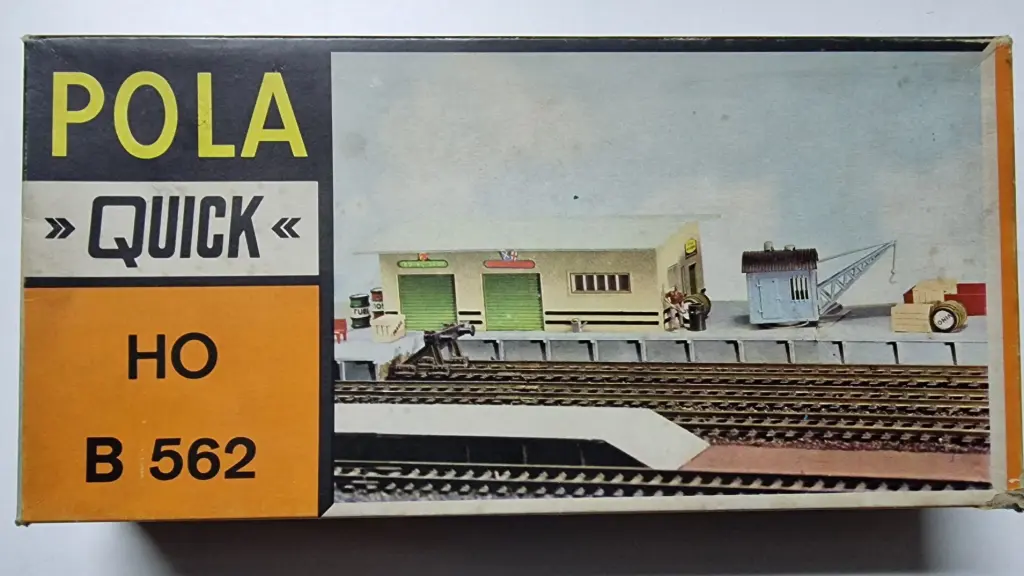 POLA
» QUICK «
HO
B 562